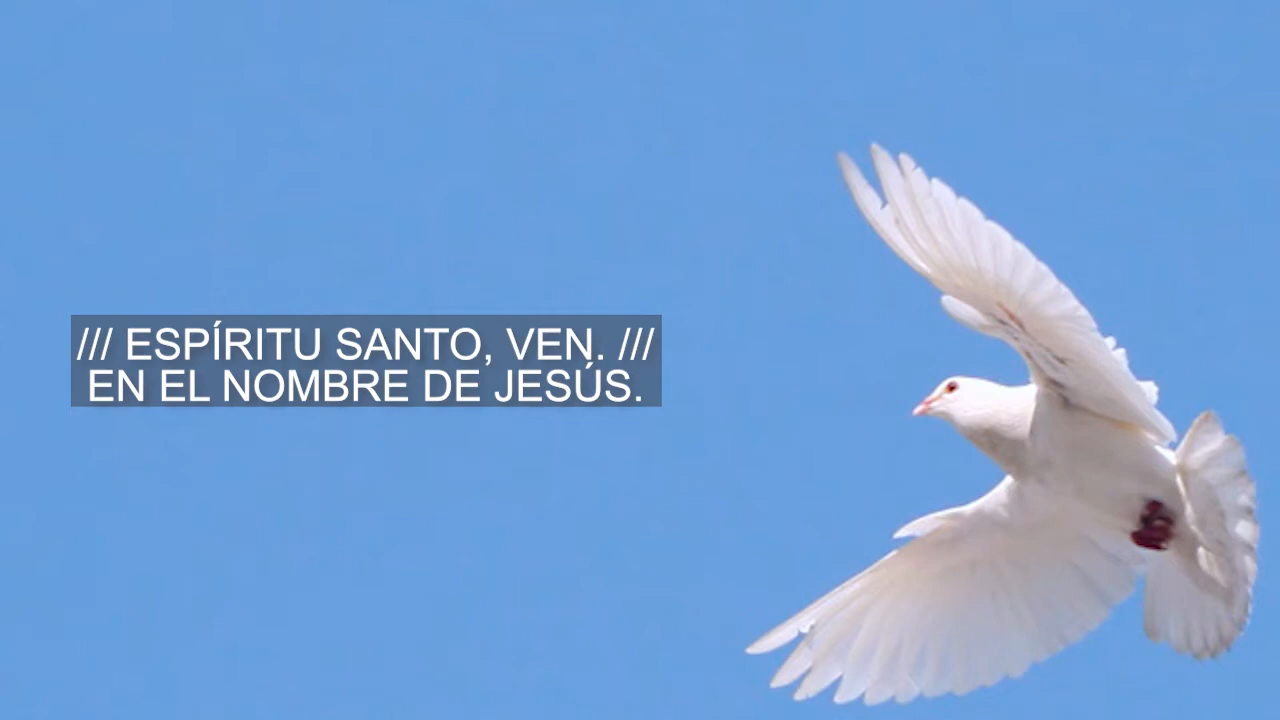 /// ESPÍRITU SANTO, VEN. ///
EN EL NOMBRE DE JESÚS.